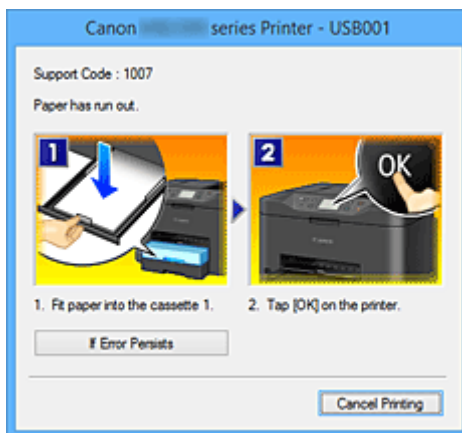 Canon series Printer - USB001
Support Code : 1007
Paper has run out.
1
2
OK
1. Fit paper into the cassette 1.
2. Tap [OK] on the printer.
If Error Persists
Cancel Printing